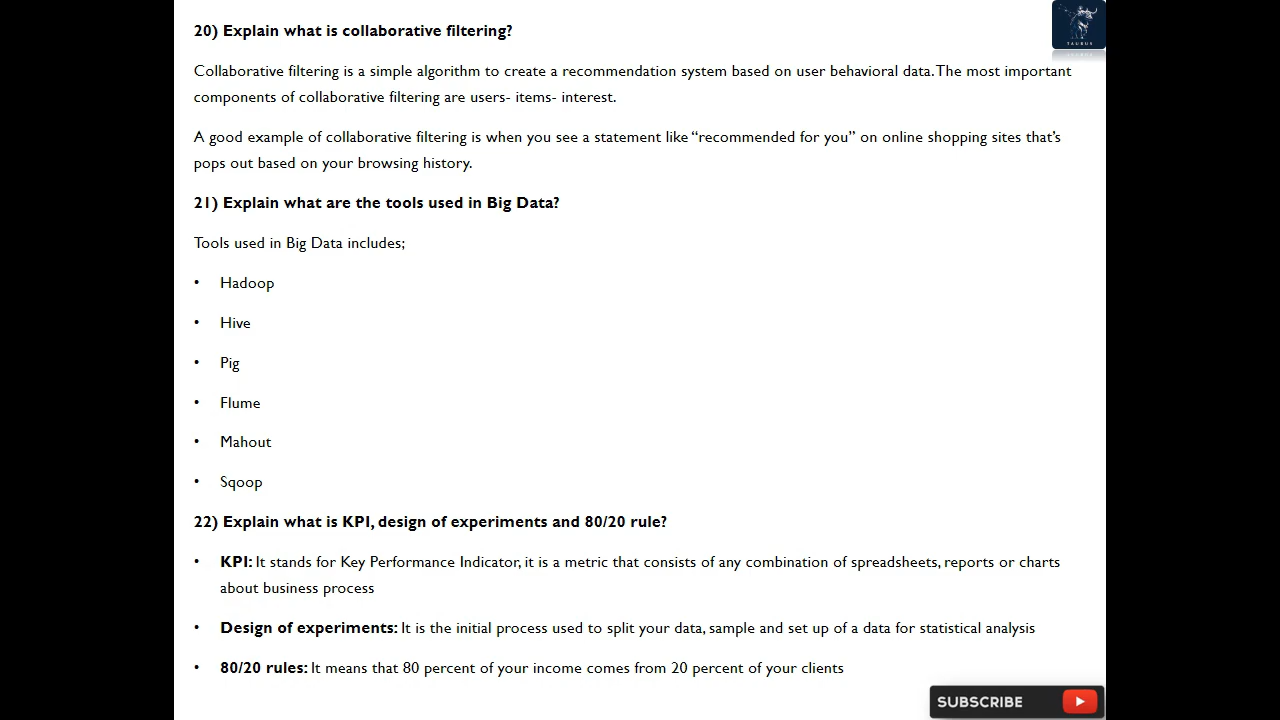 20) Explain what is collaborative filtering?
Collaborative filtering is a simple algorithm to create a recommendation system based on user behavioral data. The most important
components of collaborative filtering are users- items- interest.
A good example of collaborative filtering is when you see a statement like “recommended for you” on online shopping sites that’s
pops out based on your browsing history.
21) Explain what are the tools used in Big Data?
Tools used in Big Data includes;
• Hadoop
• Hive
• Pig
• Flume
• Mahout
• Sqoop
22) Explain what is KPI, design of experiments and 80/20 rule?
• KPI: It stands for Key Performance Indicator, it is a metric that consists of any combination of spreadsheets, reports or charts
about business process
• Design of experiments: It is the initial process used to split your data, sample and set up of a data for statistical analysis
• 80/20 rules: It means that 80 percent of your income comes from 20 percent of your clients
TAURUS
SUBSCRIBE